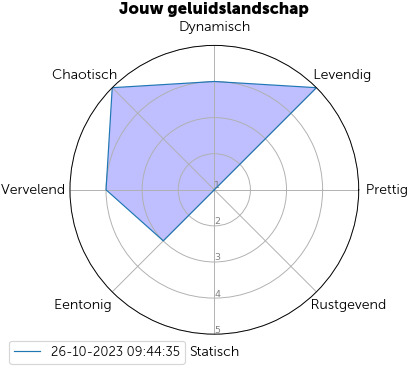 Jouw geluidslandschap
Dynamisch
Chaotisch
Levendig
Vervelend
1
Prettig
2
3
4
Eentonig
Rustgevend
5
26-10-2023 09:44:35
Statisch